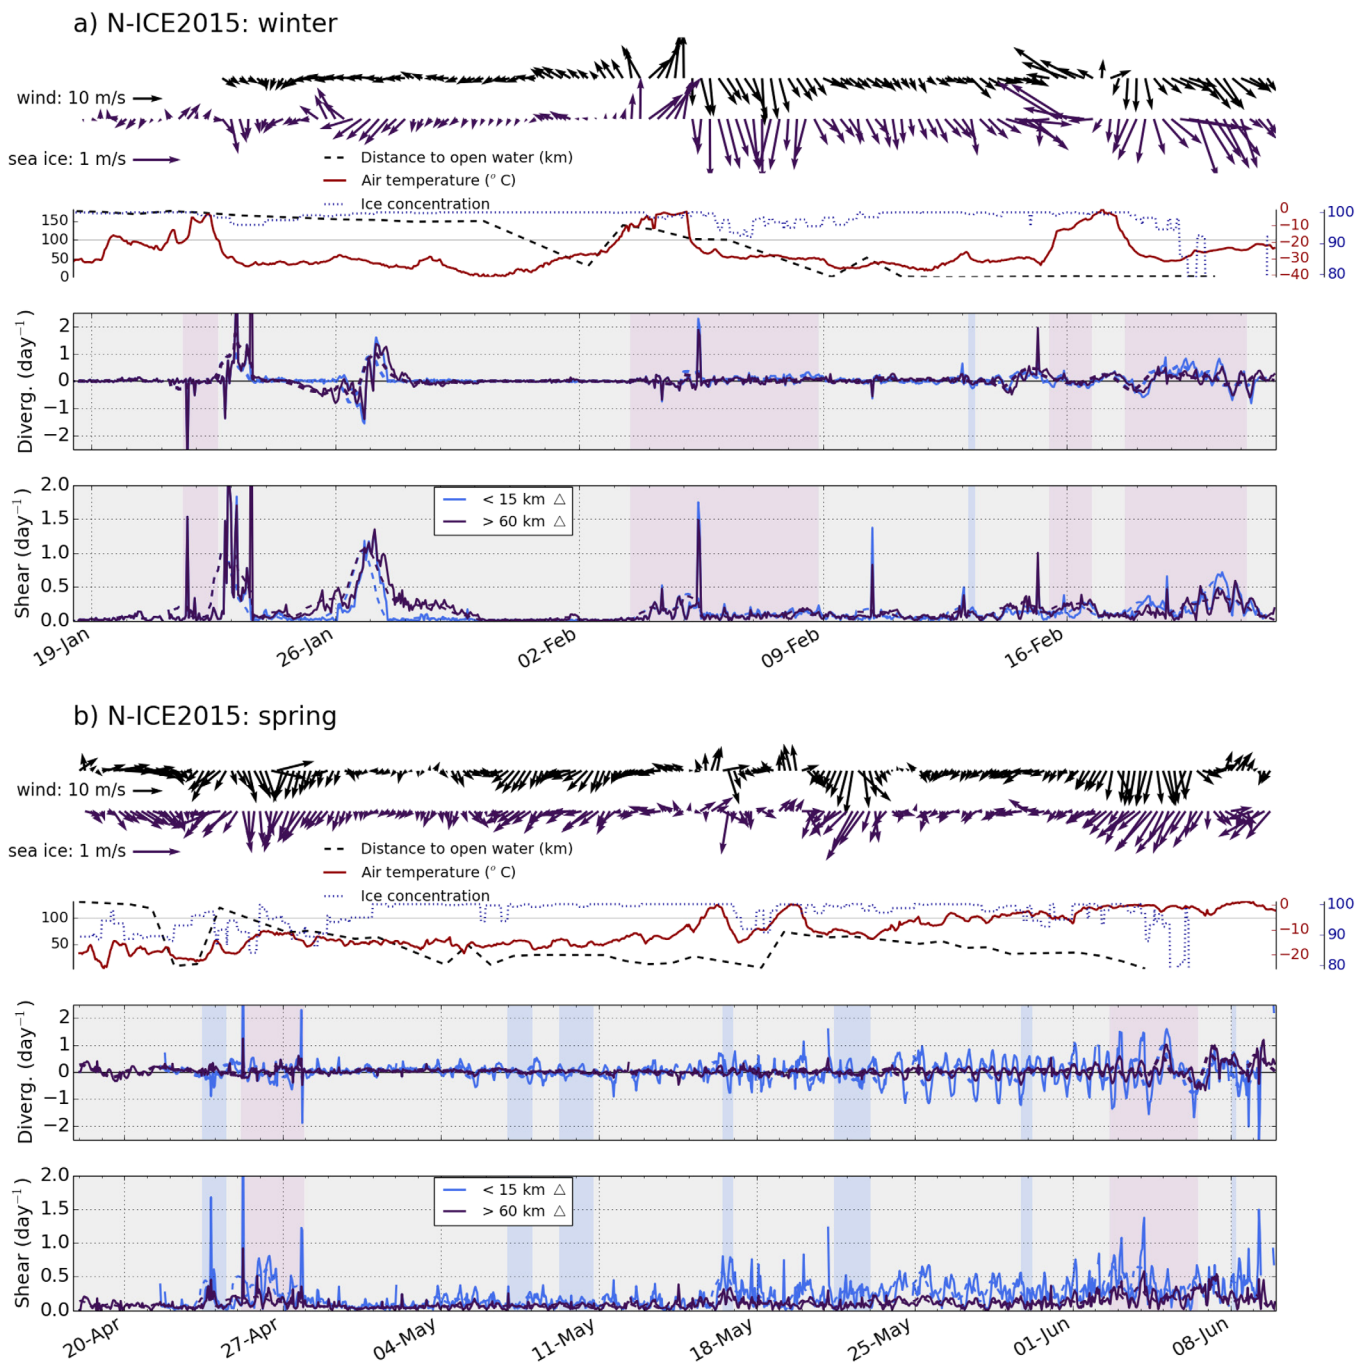 a) N-ICE2015: winter
wind: 10 m/s
sea ice: 1 m/s
Distance to open water (km)
Air temperature (° C)
Ice concentration
150
100
50
0
0
−10
−20
−30
−40
100
90
80
Diverg. (day⁻¹)
2
1
0
−1
−2
Shear (day⁻¹)
2.0
1.5
1.0
0.5
0.0
< 15 km △
> 60 km △
19-Jan
26-Jan
02-Feb
09-Feb
16-Feb
b) N-ICE2015: spring
wind: 10 m/s
sea ice: 1 m/s
Distance to open water (km)
Air temperature (° C)
Ice concentration
100
50
0
−10
−20
100
90
80
Diverg. (day⁻¹)
2
1
0
−1
−2
Shear (day⁻¹)
2.0
1.5
1.0
0.5
0.0
< 15 km △
> 60 km △
20-Apr
27-Apr
04-May
11-May
18-May
25-May
01-Jun
08-Jun